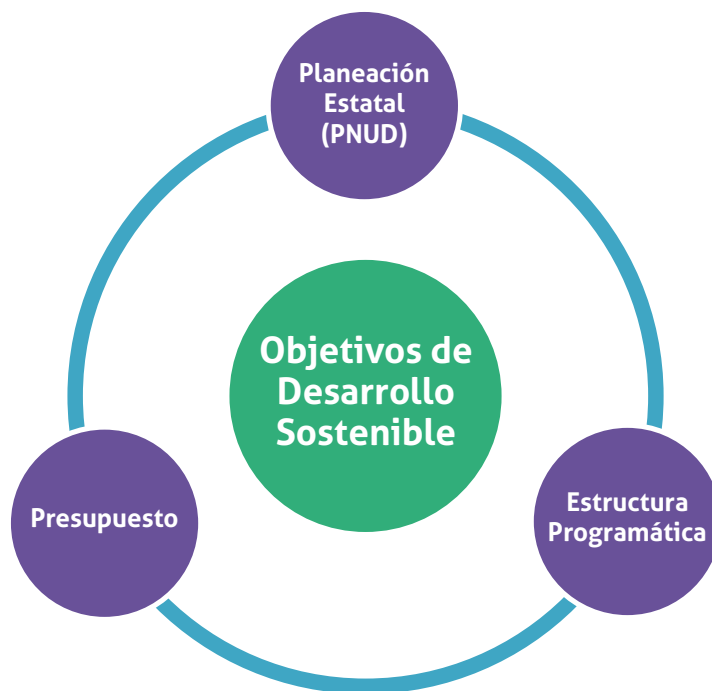 Planeación
Estatal
(PNUD)
Objetivos de
Desarrollo
Sostenible
Presupuesto
Estructura
Programática